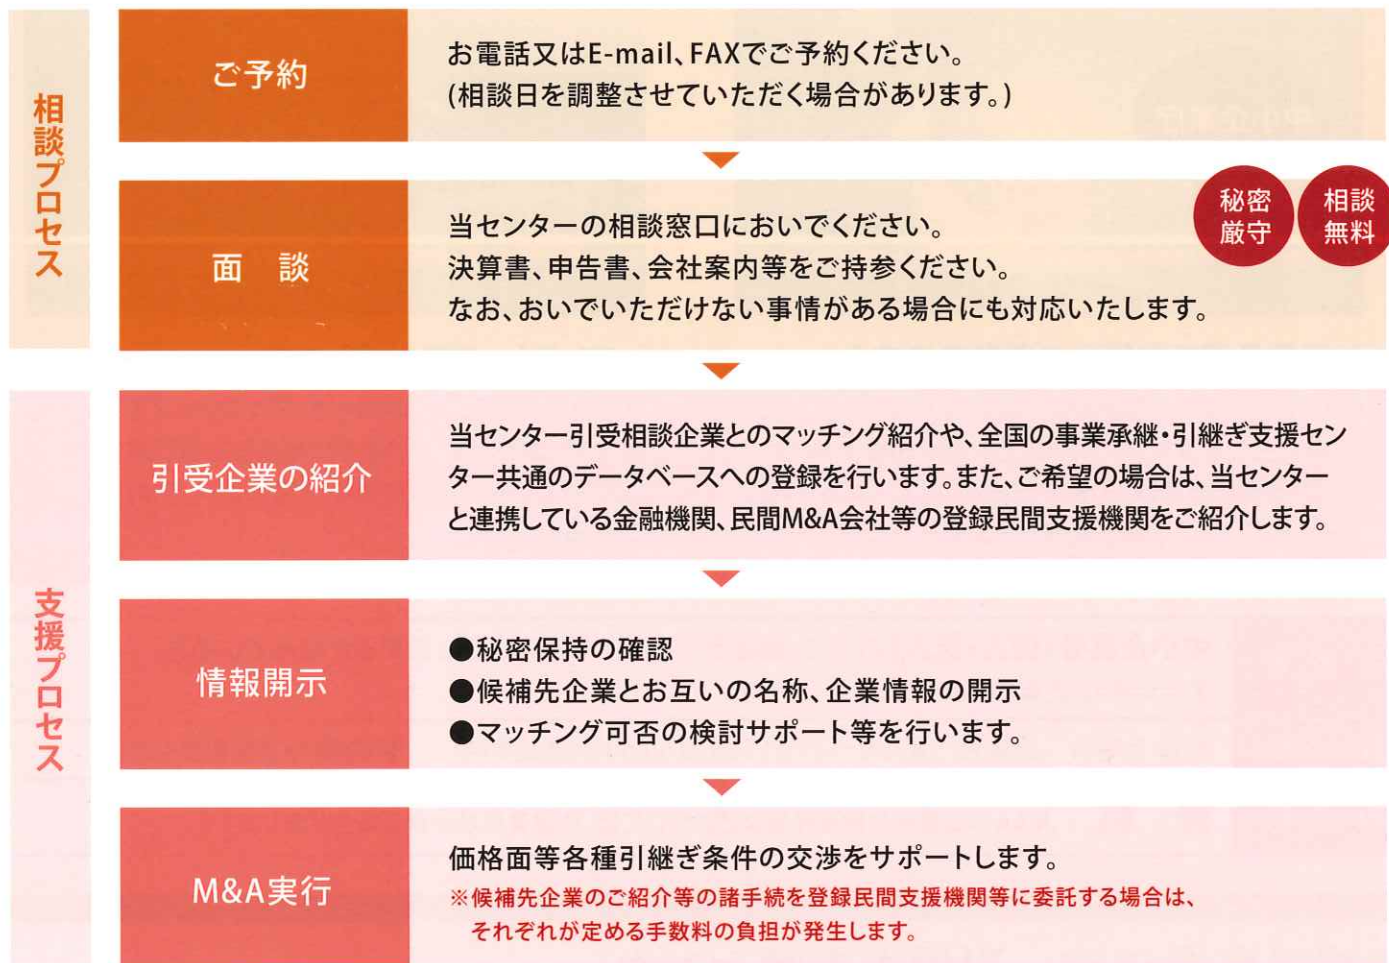 相談プロセス
ご予約
お電話又はE-mail、FAXでご予約ください。
(相談日を調整させていただく場合があります。)
面　談
当センターの相談窓口においでください。
決算書、申告書、会社案内等をご持参ください。
なお、おいでいただけない事情がある場合にも対応いたします。
秘密
厳守
相談
無料
支援プロセス
引受企業の紹介
当センター引受相談企業とのマッチング紹介や、全国の事業承継・引継ぎ支援セン
ター共通のデータベースへの登録を行います。また、ご希望の場合は、当センター
と連携している金融機関、民間M&A会社等の登録民間支援機関をご紹介します。
情報開示
●秘密保持の確認
●候補先企業とお互いの名称、企業情報の開示
●マッチング可否の検討サポート等を行います。
M&A実行
価格面等各種引継ぎ条件の交渉をサポートします。
※候補先企業のご紹介等の諸手続を登録民間支援機関等に委託する場合は、
それぞれが定める手数料の負担が発生します。